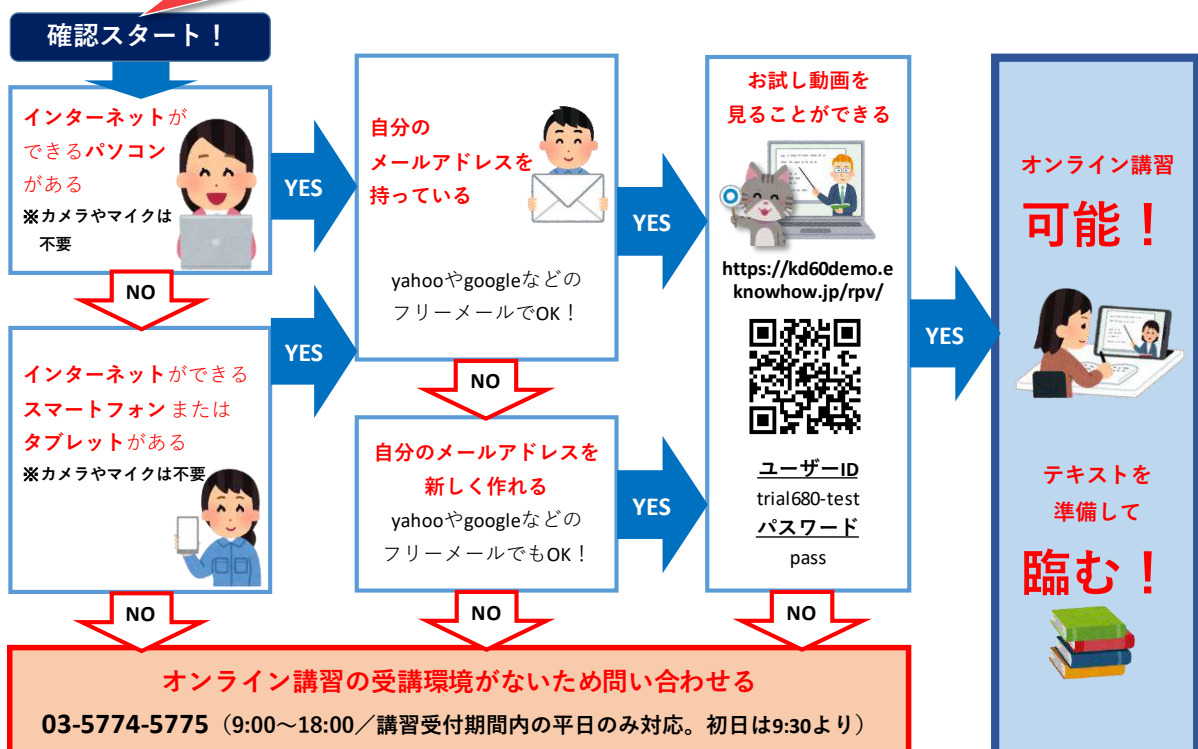 確認スタート！
インターネットが
できるパソコン
がある
※カメラやマイクは
不要
YES
NO
インターネットができる
スマートフォンまたは
タブレットがある
※カメラやマイクは不要
YES
NO
自分の
メールアドレスを
持っている
yahooやgoogleなどの
フリーメールでOK！
YES
NO
自分のメールアドレスを
新しく作れる
yahooやgoogleなどの
フリーメールでもOK！
YES
NO
お試し動画を
見ることができる
https://kd60demo.e
knowhow.jp/rpv/
ユーザーID
trial680-test
パスワード
pass
YES
NO
オンライン講習
可能！
テキストを
準備して
臨む！
オンライン講習の受講環境がないため問い合わせる
03-5774-5775（9:00～18:00／講習受付期間内の平日のみ対応。初日は9:30より）